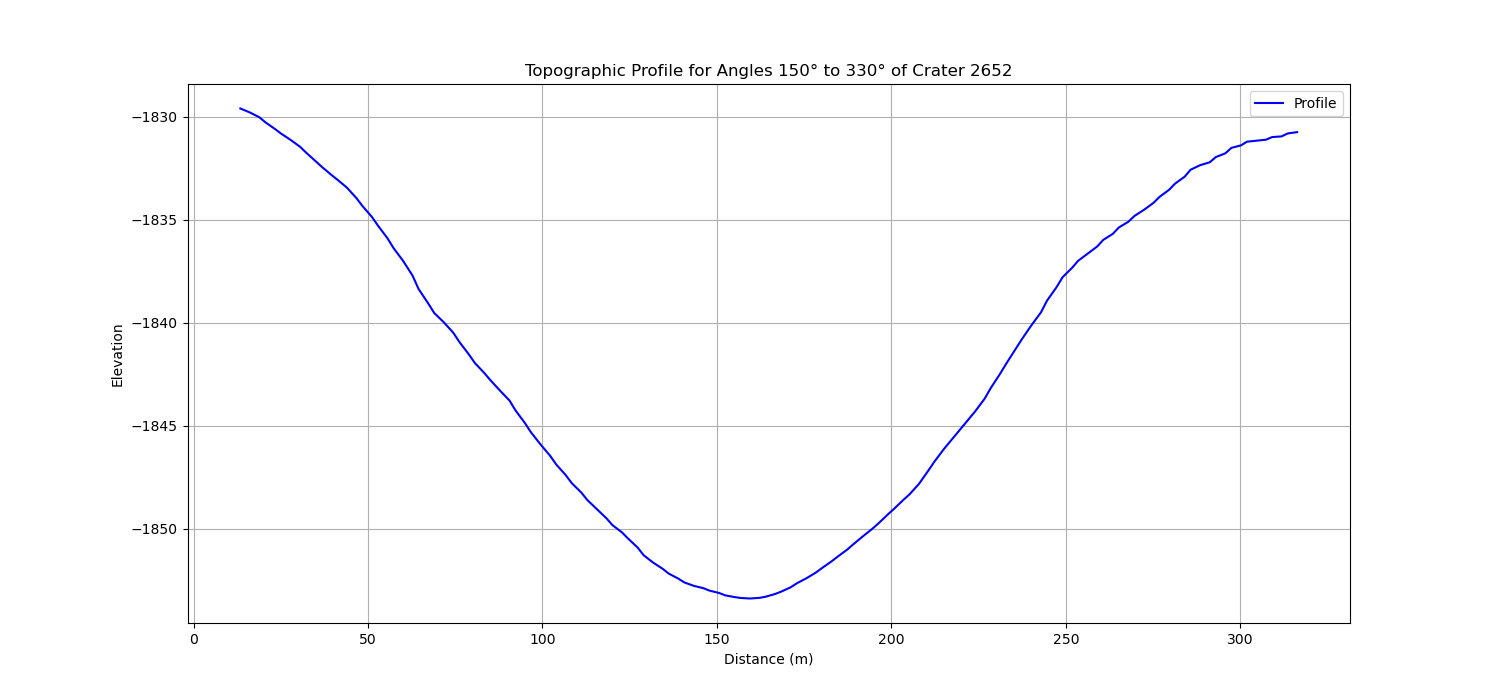 Topographic Profile for Angles 150° to 330° of Crater 2652
Profile
−1830
−1835
−1840
−1845
−1850
Elevation
0 50 100 150 200 250 300
Distance (m)